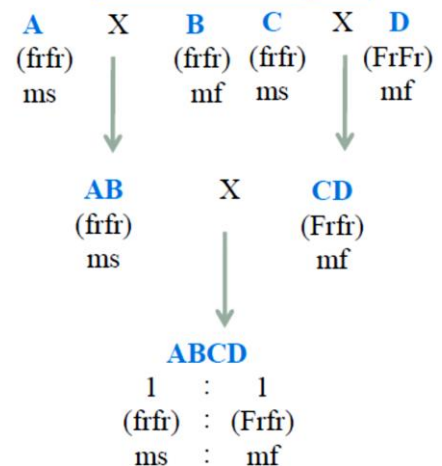 A X B C X D
(frfr) (frfr) (frfr) (FrFr)
ms mf ms mf
AB X CD
(frfr) (Frfr)
ms mf
ABCD
1 : 1
(frfr) : (Frfr)
ms : mf